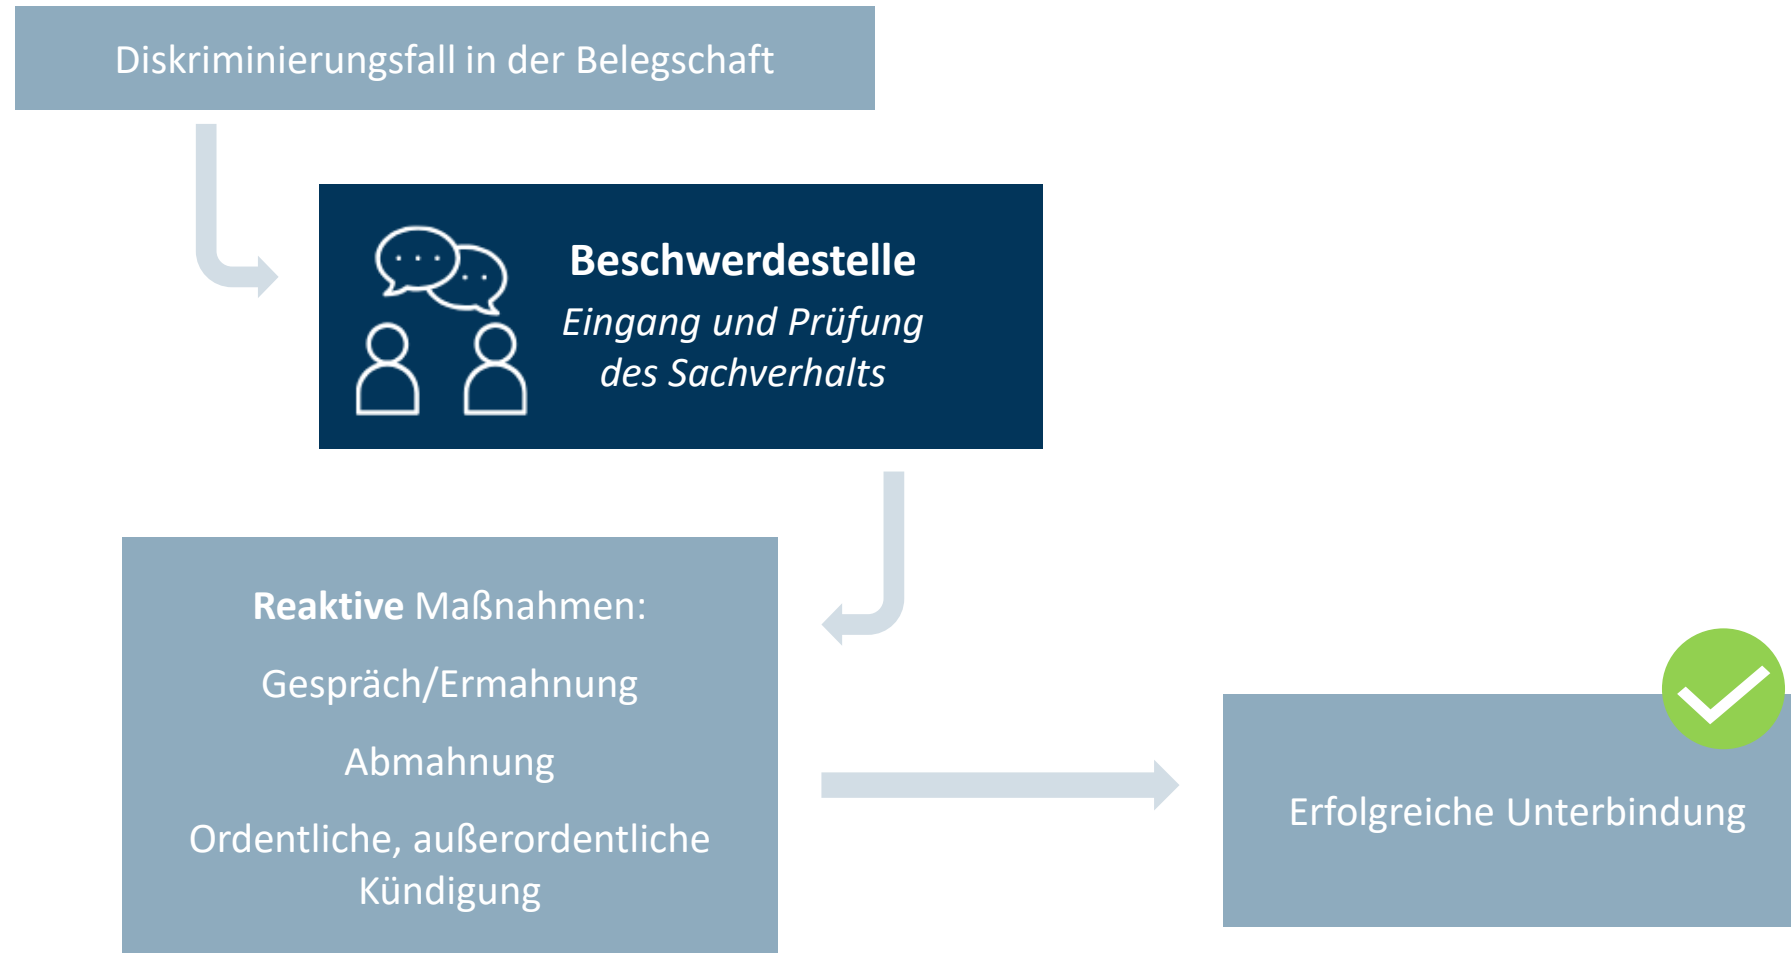 Diskriminierungsfall in der Belegschaft
Beschwerdestelle
Eingang und Prüfung
des Sachverhalts
Reaktive Maßnahmen:
Gespräch/Ermahnung
Abmahnung
Ordentliche, außerordentliche
Kündigung
Erfolgreiche Unterbindung